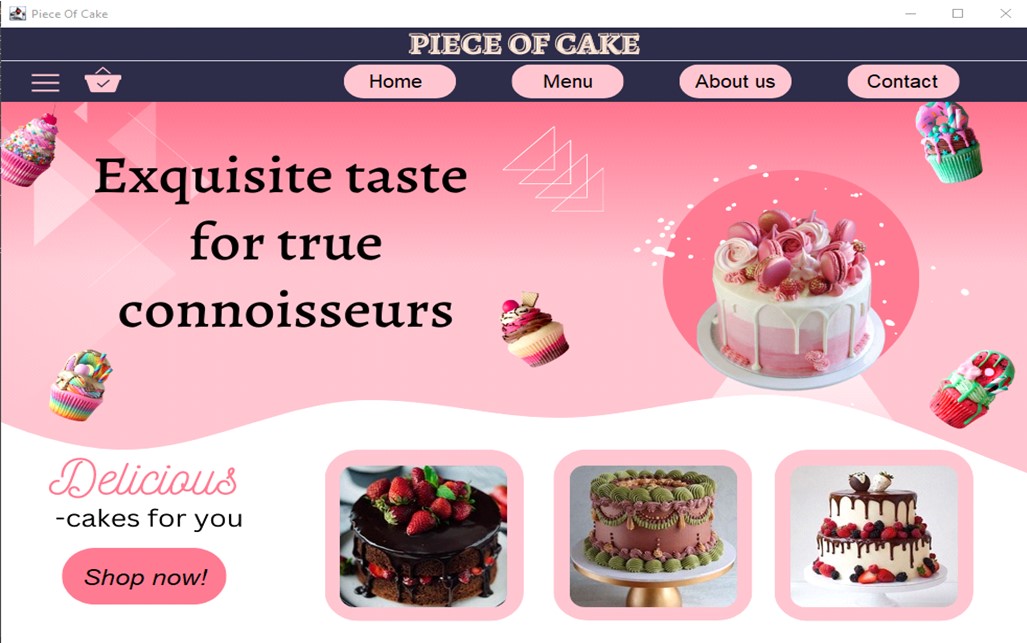 Piece Of Cake
PIECE OF CAKE
Home Menu About us Contact
Exquisite taste
for true
connoisseurs
Delicious
-cakes for you
Shop now!